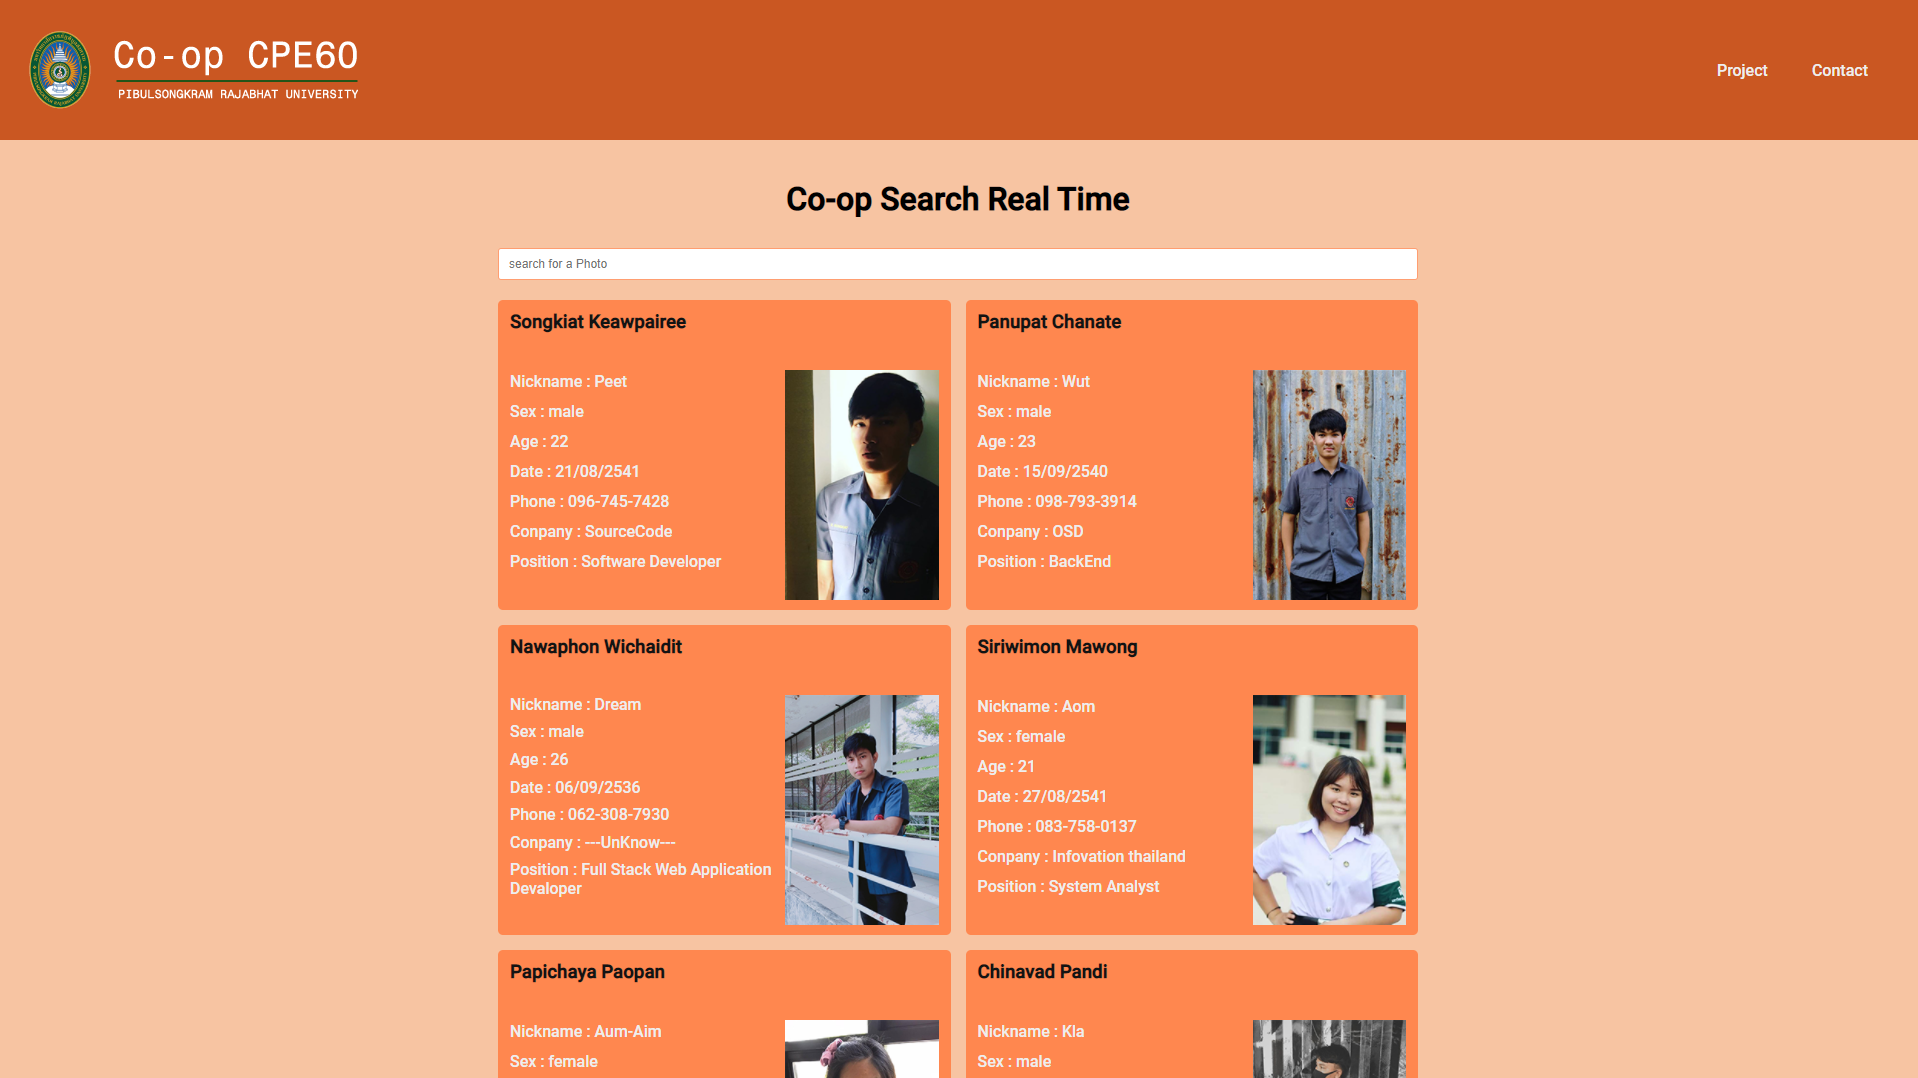 Co-op CPE60
PIBULSONGKRAM RAJABHAT UNIVERSITY
Project
Contact
Co-op Search Real Time
search for a Photo
Songkiat Keawpairee
Nickname : Peet
Sex : male
Age : 22
Date : 21/08/2541
Phone : 096-745-7428
Conpany : SourceCode
Position : Software Developer
Panupat Chanate
Nickname : Wut
Sex : male
Age : 23
Date : 15/09/2540
Phone : 098-793-3914
Conpany : OSD
Position : BackEnd
Nawaphon Wichaidit
Nickname : Dream
Sex : male
Age : 26
Date : 06/09/2536
Phone : 062-308-7930
Conpany : ---UnKnow---
Position : Full Stack Web Application
Devaloper
Siriwimon Mawong
Nickname : Aom
Sex : female
Age : 21
Date : 27/08/2541
Phone : 083-758-0137
Conpany : Infovation thailand
Position : System Analyst
Papichaya Paopan
Nickname : Aum-Aim
Sex : female
Chinavad Pandi
Nickname : Kla
Sex : male